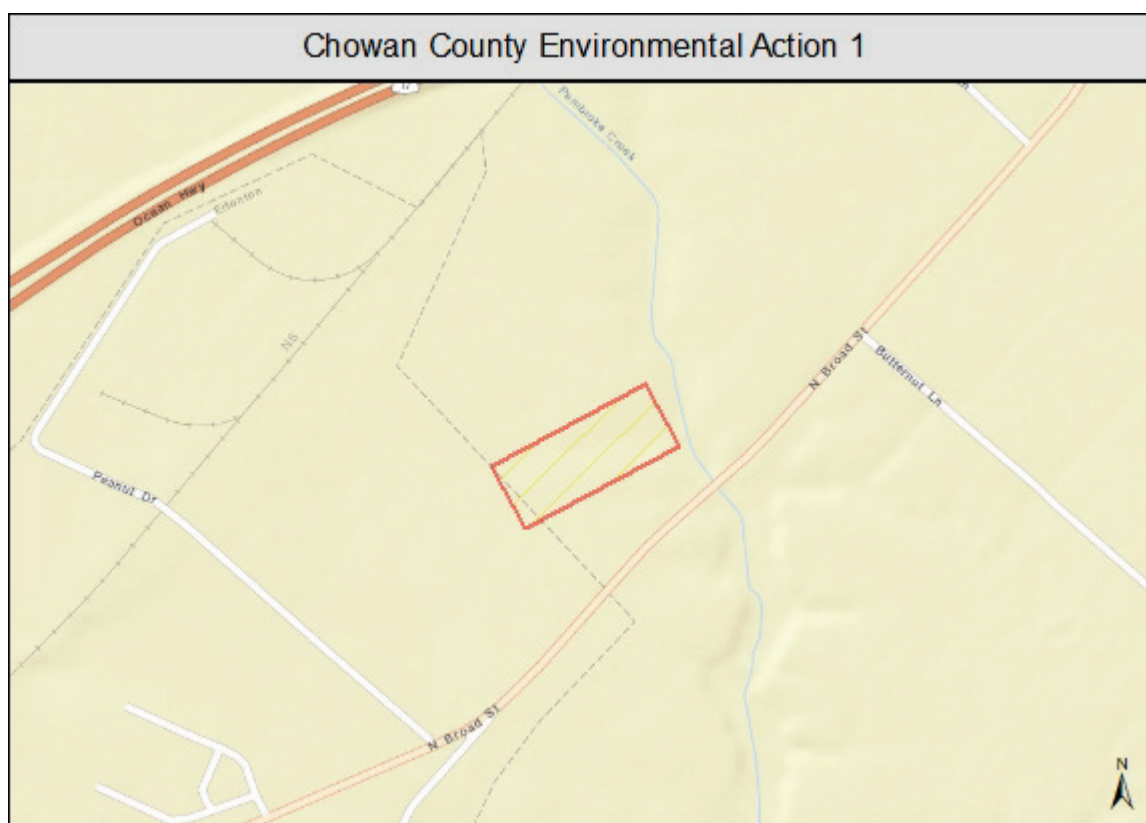 Chowan County Environmental Action 1
17
Pembroke Creek
Ocean Hwy
Edenton
NS
N Broad St
Butternut Ln
Peanut Dr
N Broad St
N